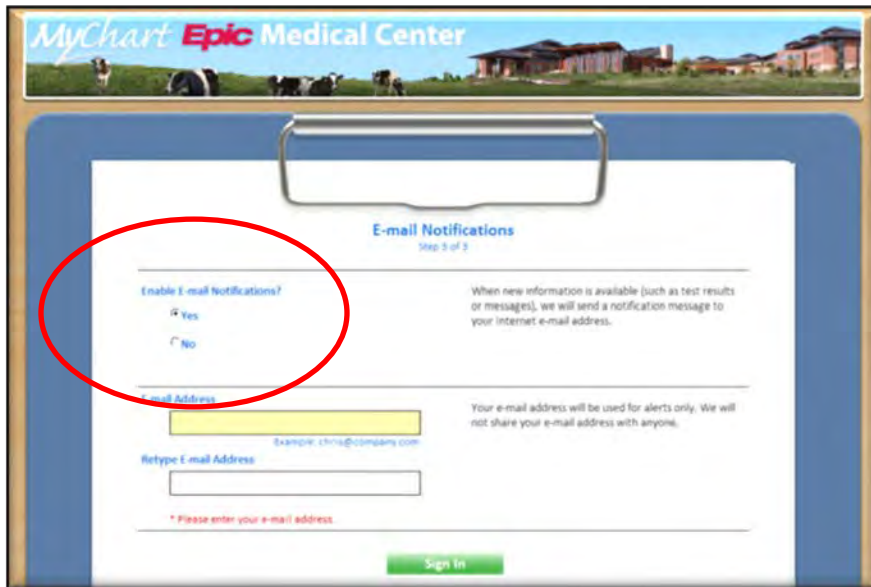 MyChart Epic Medical Center
E-mail Notifications
Step 3 of 3
Enable E-mail Notifications?
When new information is available (such as test results
or messages), we will send a notification message to
your Internet e-mail address.
Yes
No
E-mail Address
Your e-mail address will be used for alerts only. We will
not share your e-mail address with anyone.
Example: chris@company.com
Retype E-mail Address
* Please enter your e-mail address
Sign In